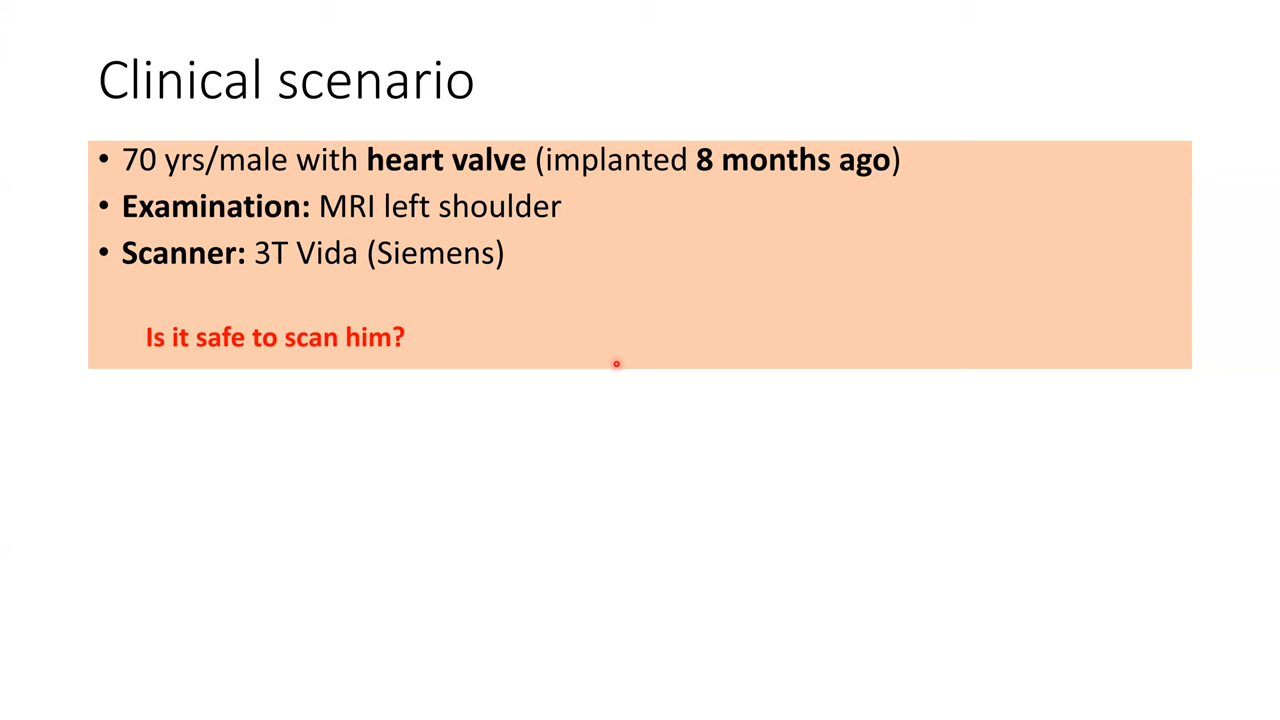 Clinical scenario
• 70 yrs/male with heart valve (implanted 8 months ago)
• Examination: MRI left shoulder
• Scanner: 3T Vida (Siemens)
Is it safe to scan him?